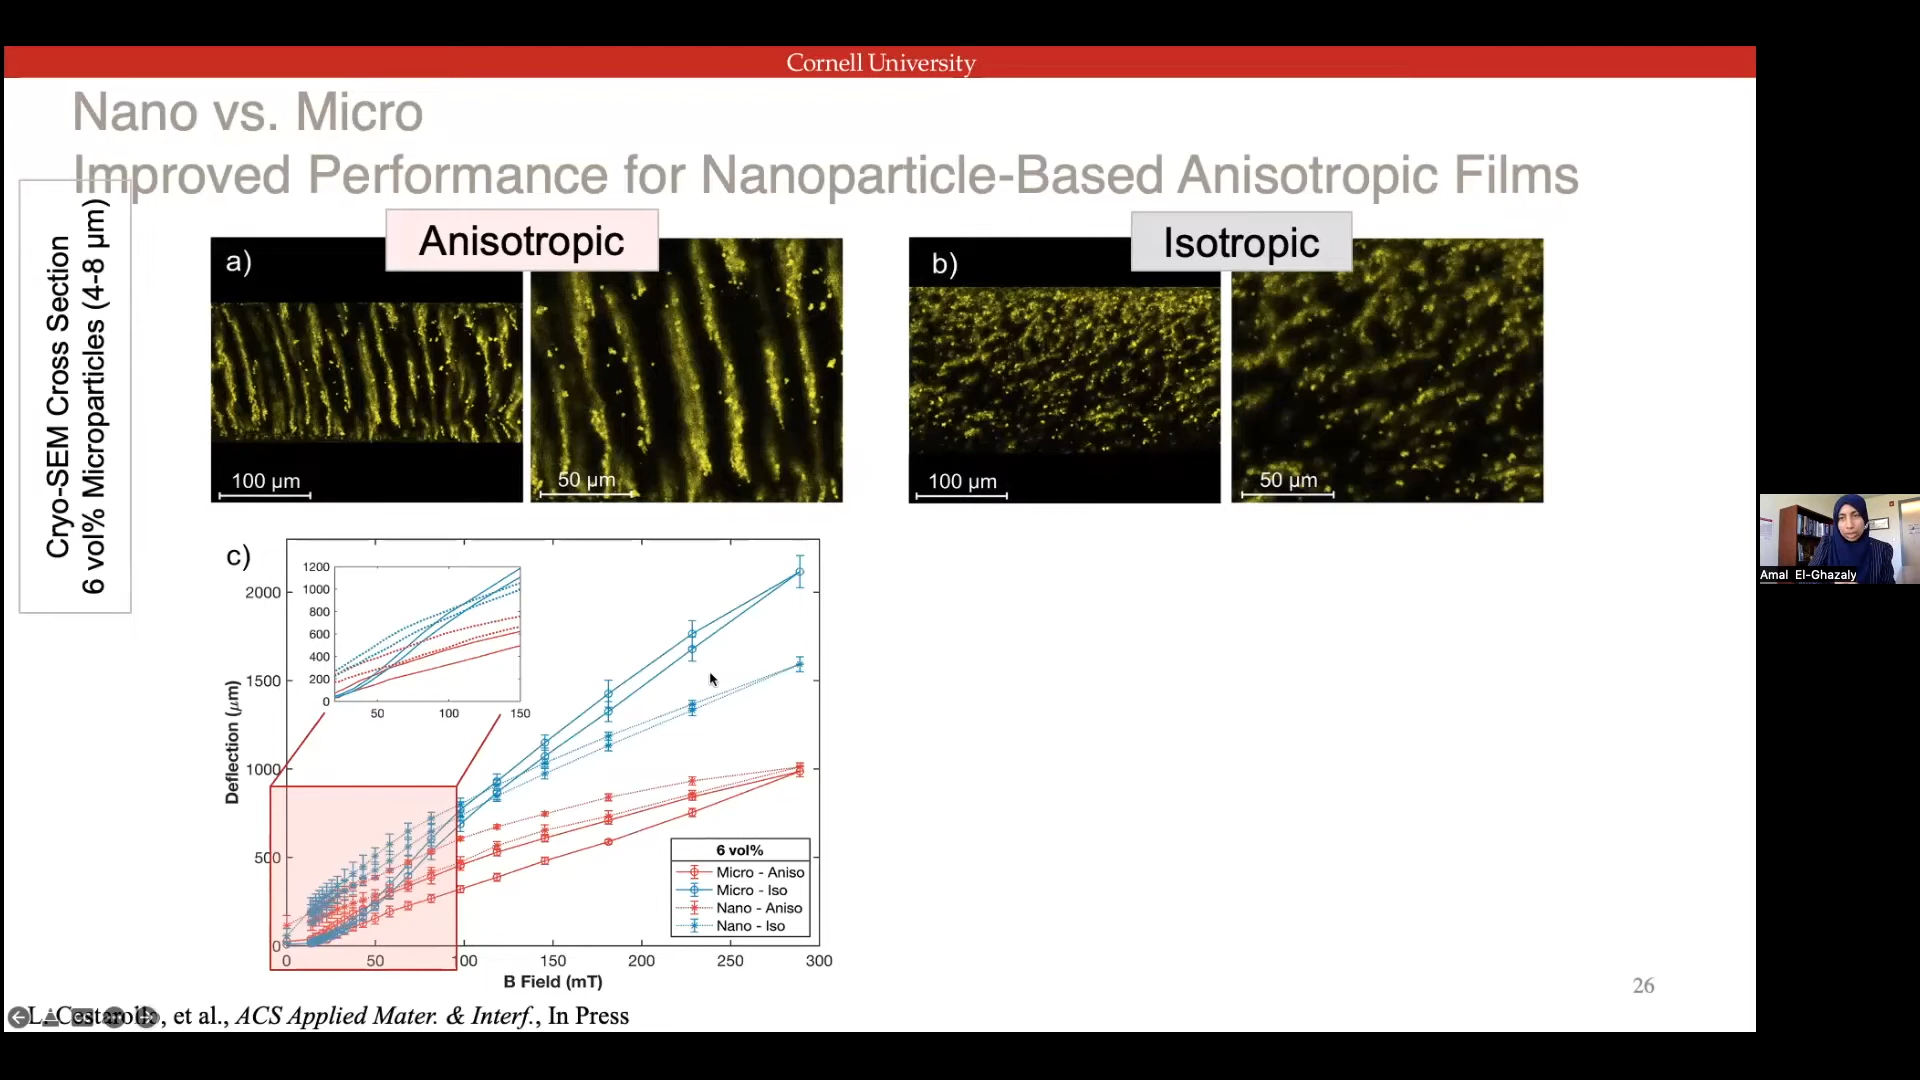 Cornell University
Nano vs. Micro
Improved Performance for Nanoparticle-Based Anisotropic Films
Cryo-SEM Cross Section
6 vol% Microparticles (4-8 μm)
Anisotropic
Isotropic
a)
100 μm
50 μm
b)
100 μm
50 μm
c)
1200
1000
800
600
400
200
0
50
100
150
2000
1500
1000
500
0
Deflection (μm)
6 vol%
Micro - Aniso
Micro - Iso
Nano - Aniso
Nano - Iso
0
50
100
150
200
250
300
B Field (mT)
26
et al., ACS Applied Mater. & Interf., In Press
Amal El-Ghazaly